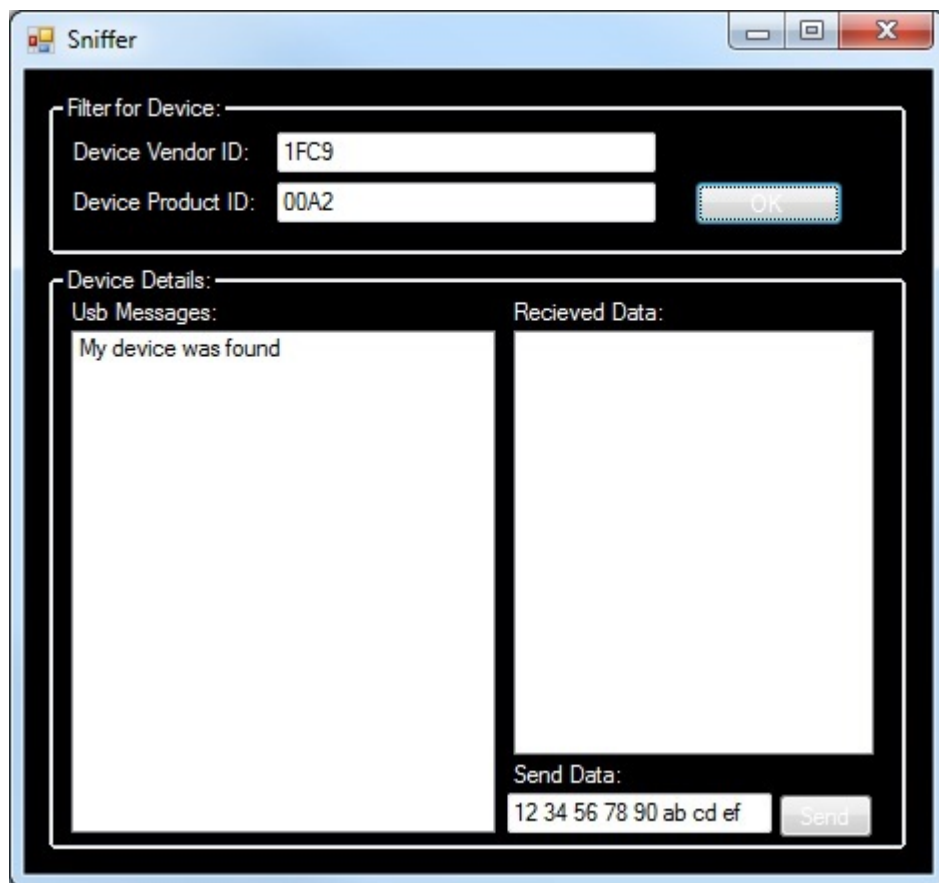 Sniffer
Filter for Device:
Device Vendor ID: 1FC9
Device Product ID: 00A2 OK
Device Details:
Usb Messages: Recieved Data:
My device was found
Send Data:
12 34 56 78 90 ab cd ef Send